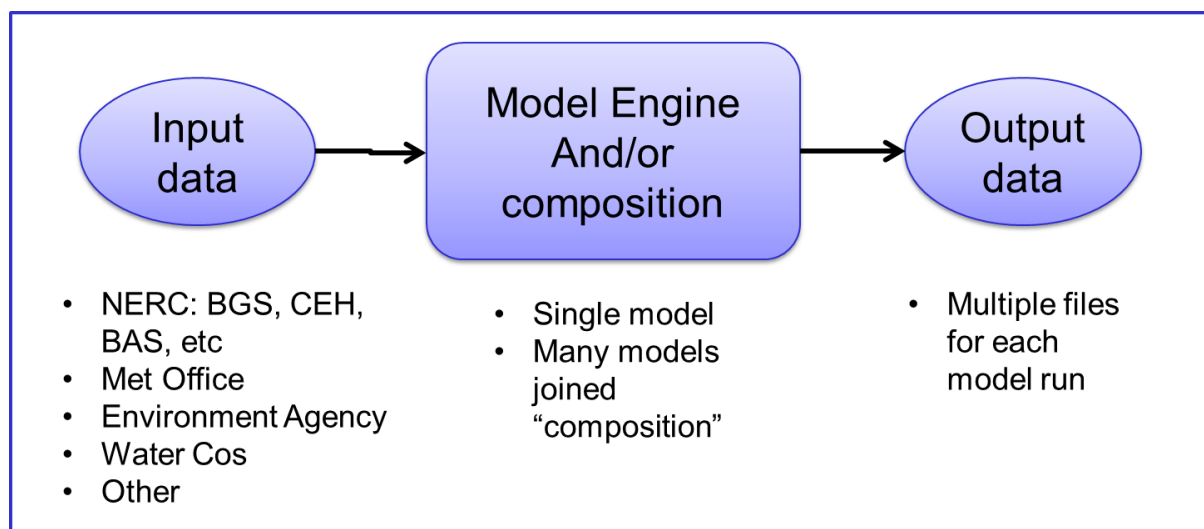 Input
data
Model Engine
And/or
composition
Output
data
• NERC: BGS, CEH,
BAS, etc
• Met Office
• Environment Agency
• Water Cos
• Other
• Single model
• Many models
joined
“composition”
• Multiple files
for each
model run